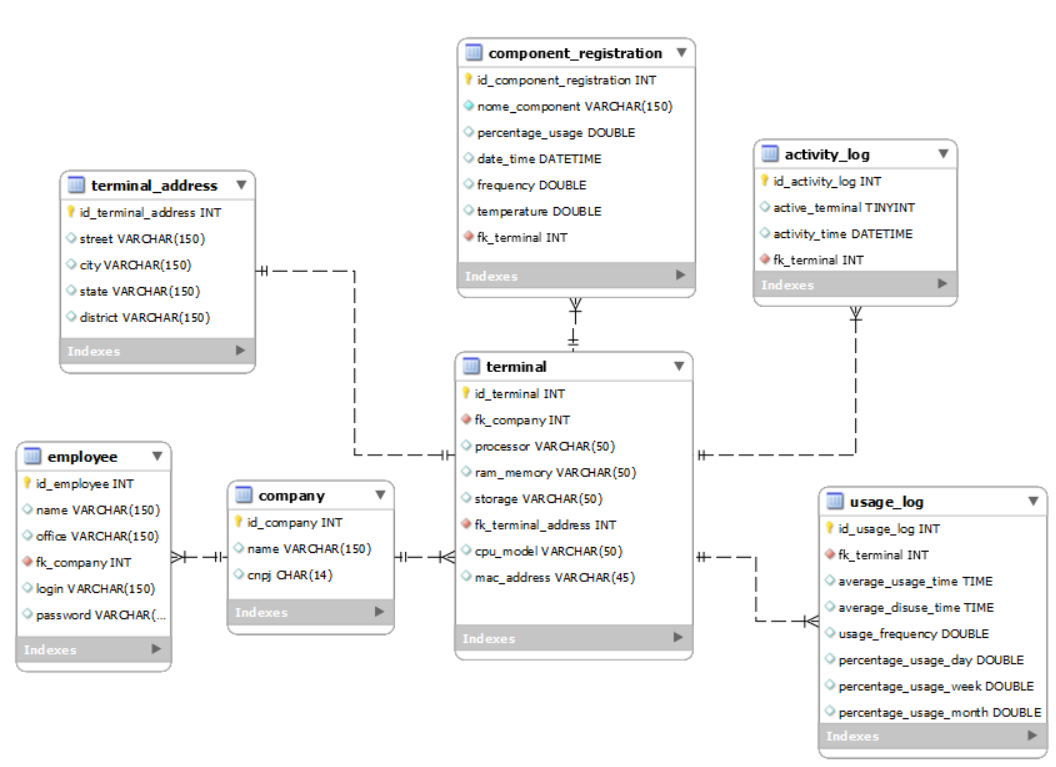 component_registration
id_component_registration INT
nome_component VARCHAR(150)
percentage_usage DOUBLE
date_time DATETIME
frequency DOUBLE
temperature DOUBLE
fk_terminal INT
Indexes
activity_log
id_activity_log INT
active_terminal TINYINT
activity_time DATETIME
fk_terminal INT
Indexes
terminal_address
id_terminal_address INT
street VARCHAR(150)
city VARCHAR(150)
state VARCHAR(150)
district VARCHAR(150)
Indexes
terminal
id_terminal INT
fk_company INT
processor VARCHAR(50)
ram_memory VARCHAR(50)
storage VARCHAR(50)
fk_terminal_address INT
cpu_model VARCHAR(50)
mac_address VARCHAR(45)
Indexes
employee
id_employee INT
name VARCHAR(150)
office VARCHAR(150)
fk_company INT
login VARCHAR(150)
password VARCHAR(...
Indexes
company
id_company INT
name VARCHAR(150)
cnpj CHAR(14)
Indexes
usage_log
id_usage_log INT
fk_terminal INT
average_usage_time TIME
average_disuse_time TIME
usage_frequency DOUBLE
percentage_usage_day DOUBLE
percentage_usage_week DOUBLE
percentage_usage_month DOUBLE
Indexes